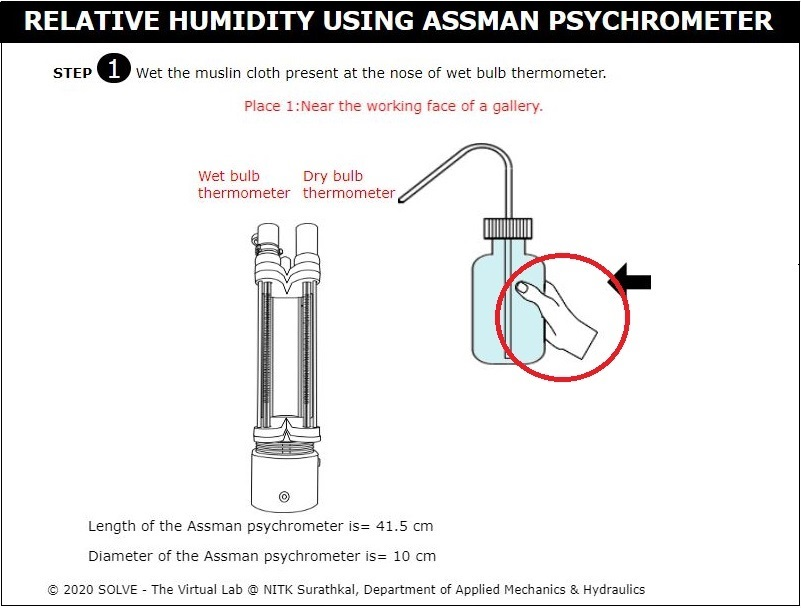 RELATIVE HUMIDITY USING ASSMAN PSYCHROMETER
STEP 1 Wet the muslin cloth present at the nose of wet bulb thermometer.
Place 1:Near the working face of a gallery.
Wet bulb
thermometer
Dry bulb
thermometer
Length of the Assman psychrometer is= 41.5 cm
Diameter of the Assman psychrometer is= 10 cm
© 2020 SOLVE - The Virtual Lab @ NITK Surathkal, Department of Applied Mechanics & Hydraulics